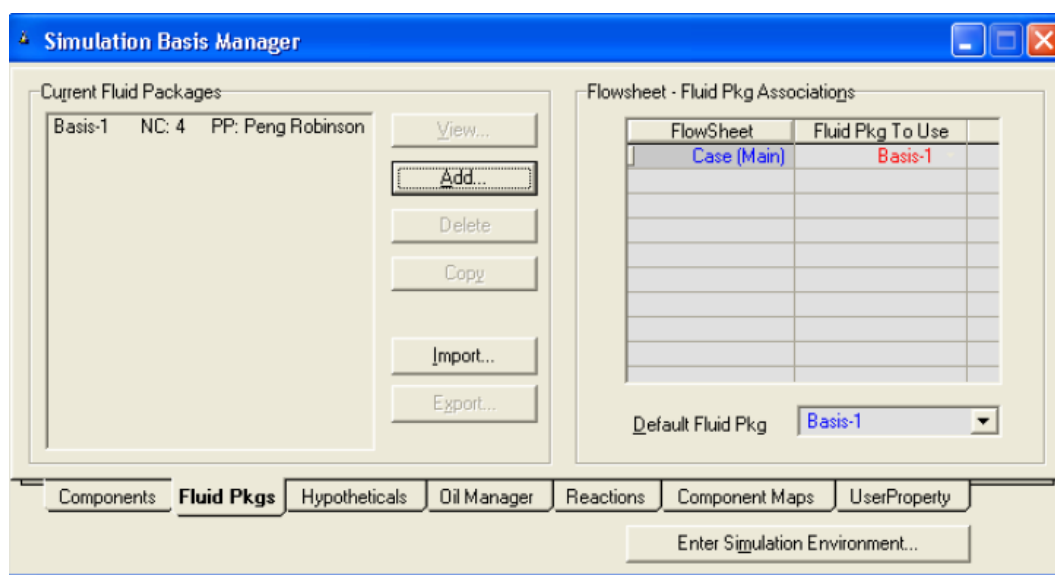 Simulation Basis Manager
Current Fluid Packages
Basis-1 NC: 4 PP: Peng Robinson
View...
Add...
Delete
Copy
Import...
Export...
Flowsheet - Fluid Pkg Associations
FlowSheet Fluid Pkg To Use
Case (Main) Basis-1
Default Fluid Pkg Basis-1
Components Fluid Pkgs Hypotheticals Oil Manager Reactions Component Maps UserProperty
Enter Simulation Environment...